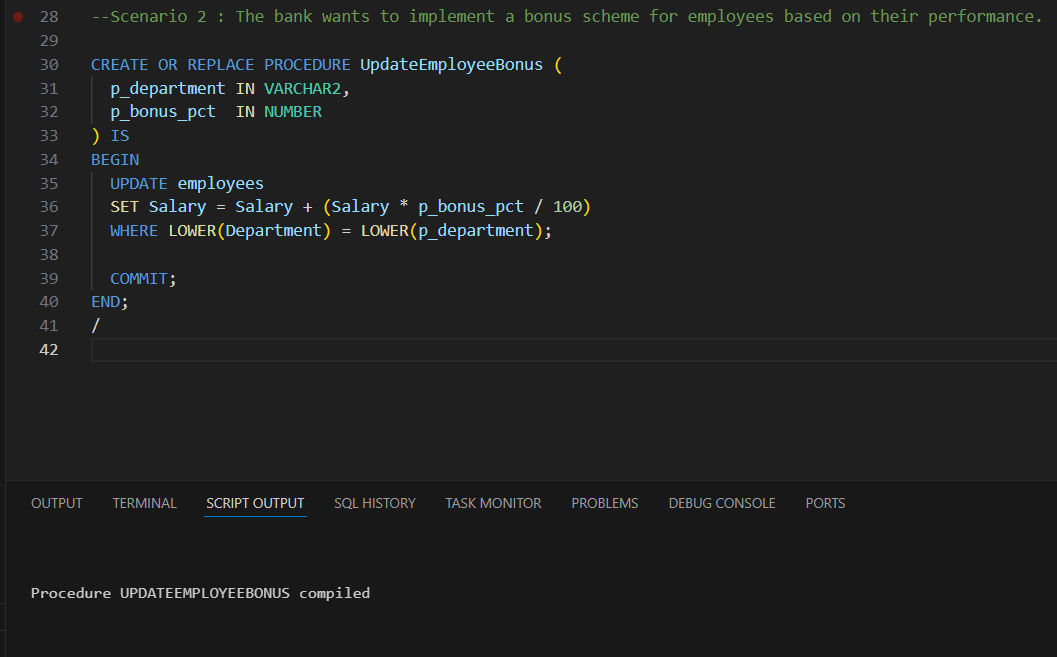 28 --Scenario 2 : The bank wants to implement a bonus scheme for employees based on their performance.
29
30 CREATE OR REPLACE PROCEDURE UpdateEmployeeBonus (
31 p_department IN VARCHAR2,
32 p_bonus_pct  IN NUMBER
33 ) IS
34 BEGIN
35 UPDATE employees
36 SET Salary = Salary + (Salary * p_bonus_pct / 100)
37 WHERE LOWER(Department) = LOWER(p_department);
38
39 COMMIT;
40 END;
41 /
42
OUTPUT TERMINAL SCRIPT OUTPUT SQL HISTORY TASK MONITOR PROBLEMS DEBUG CONSOLE PORTS
Procedure UPDATEEMPLOYEEBONUS compiled